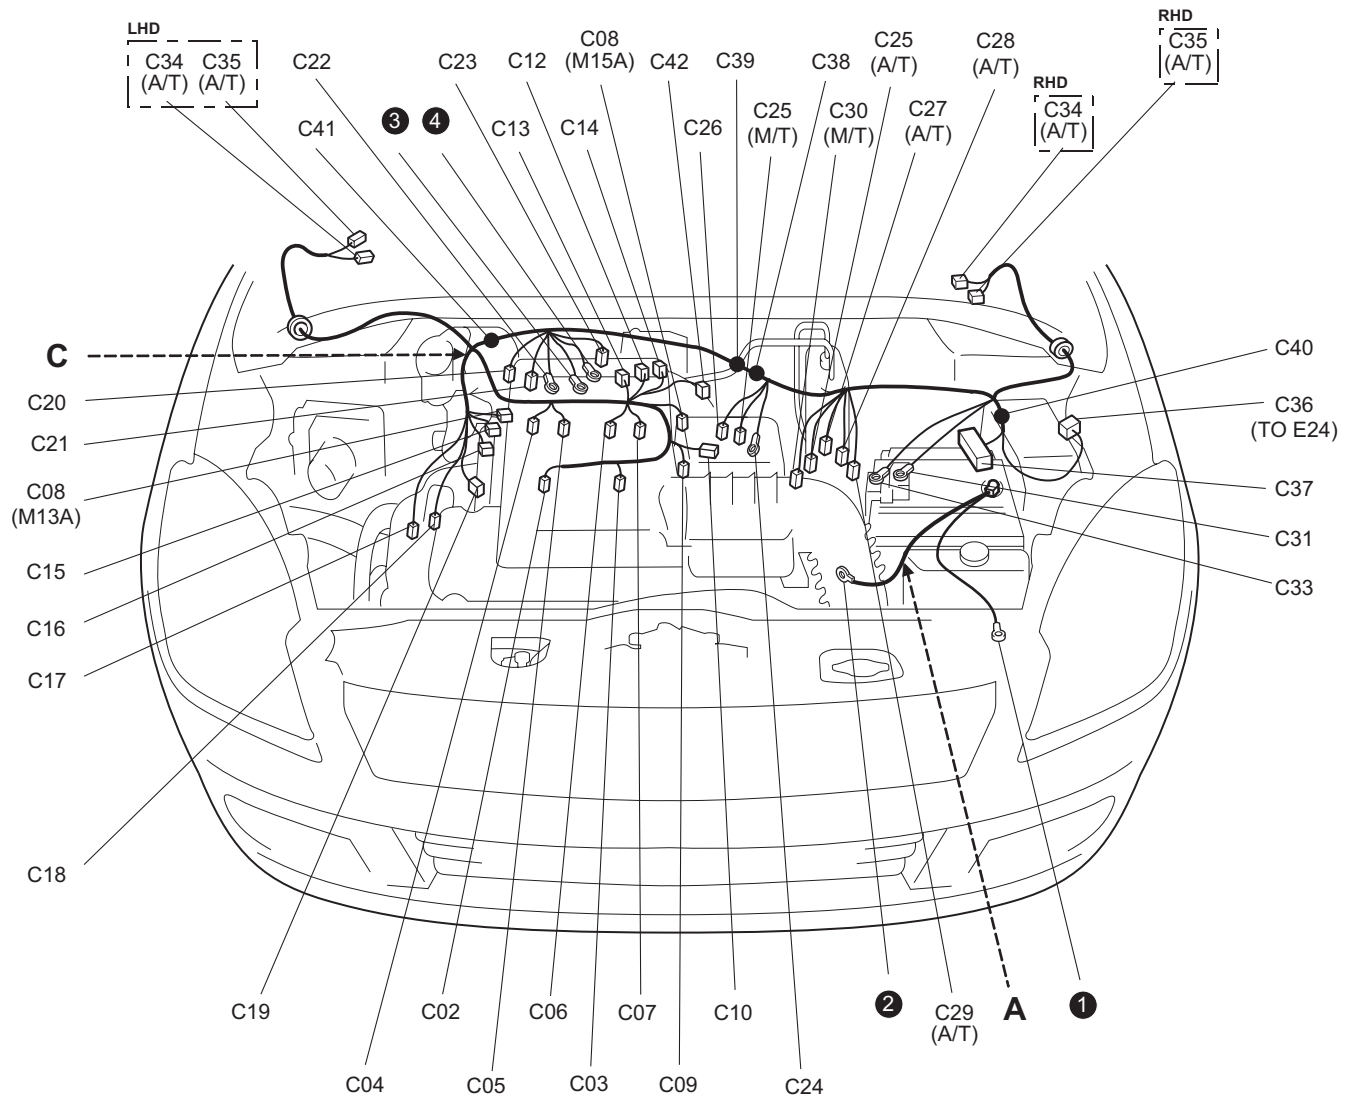 LHD
C34
(A/T)
C35
(A/T)
C22
C23
C12
C08
(M15A)
C42
C39
C38
C25
(A/T)
C28
(A/T)
RHD
C35
(A/T)
RHD
C34
(A/T)
C41
3
4
C13
C14
C26
C25
(M/T)
C30
(M/T)
C27
(A/T)
C
C20
C21
C08
(M13A)
C15
C16
C17
C18
C40
C36
(TO E24)
C37
C31
C33
C19
C02
C06
C07
C10
2
C29
(A/T)
A
1
C04
C05
C03
C09
C24